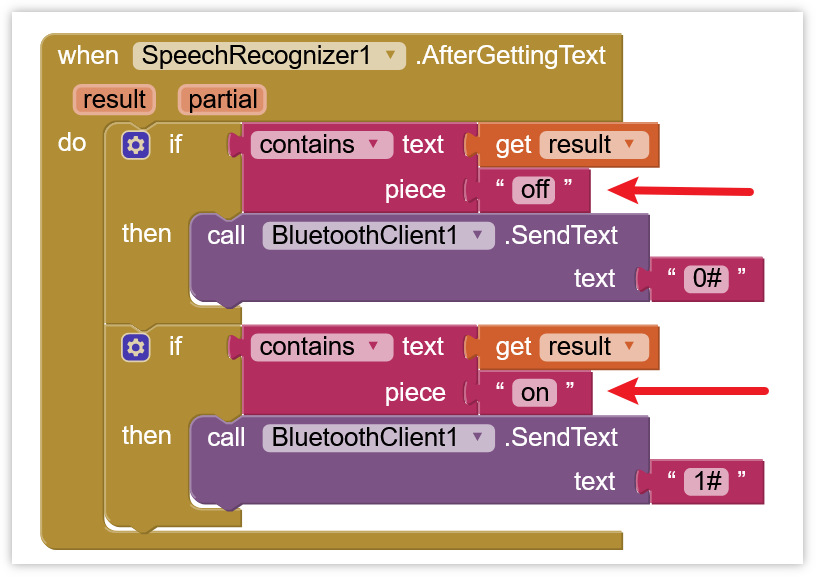 when SpeechRecognizer1 .AfterGettingText
result partial
do if contains text get result
piece “ off ”
then call BluetoothClient1 .SendText
text “ 0# ”
if contains text get result
piece “ on ”
then call BluetoothClient1 .SendText
text “ 1# ”